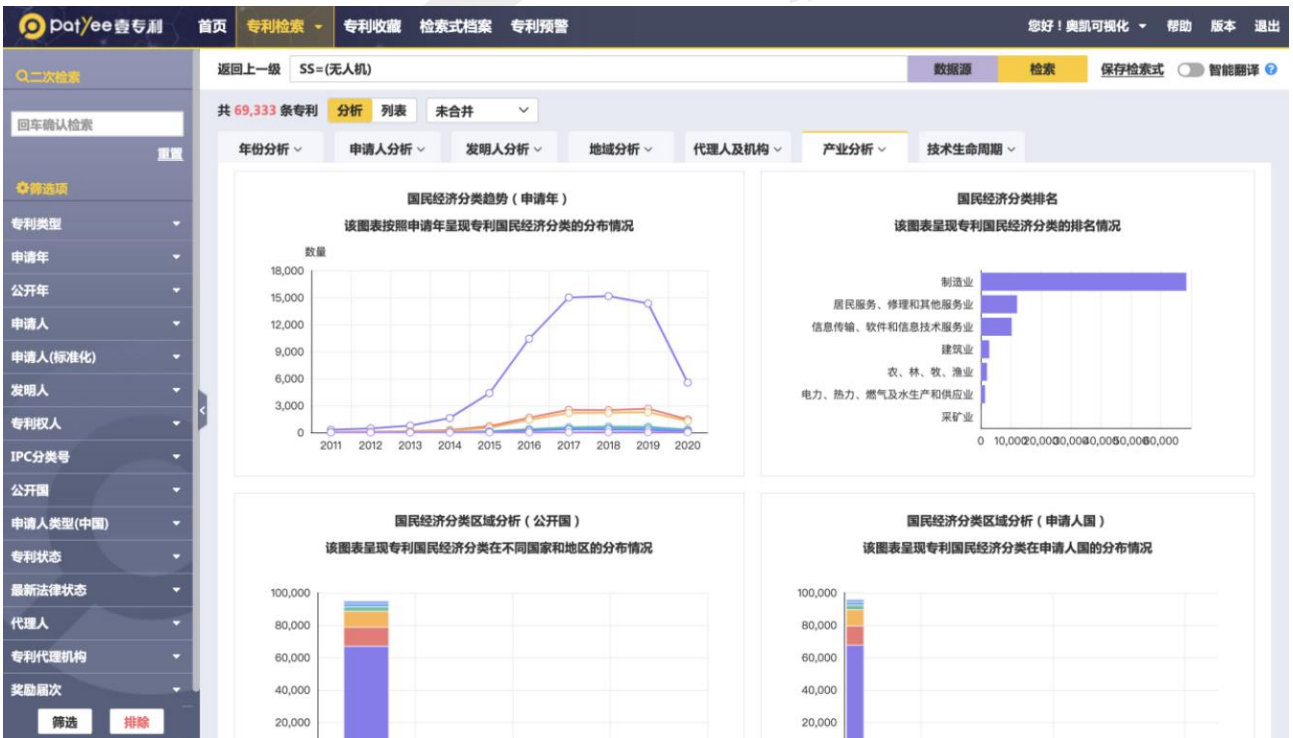 patyee壹专利 首页 专利检索 专利收藏 检索式档案 专利预警 您好！奥凯可视化 帮助 版本 退出
二次检索
回车确认检索
重置
筛选项
专利类型
申请年
公开年
申请人
申请人(标准化)
发明人
专利权人
IPC分类号
公开国
申请人类型(中国)
专利状态
最新法律状态
代理人
专利代理机构
奖励届次
筛选 排除
返回上一级 SS=(无人机) 数据源 检索 保存检索式 智能翻译 ?
共 69,333 条专利 分析 列表 未合并
年份分析 申请人分析 发明人分析 地域分析 代理人及机构 产业分析 技术生命周期
国民经济分类趋势（申请年）
该图表按照申请年呈现专利国民经济分类的分布情况
数量
18,000
15,000
12,000
9,000
6,000
3,000
0
2011 2012 2013 2014 2015 2016 2017 2018 2019 2020
国民经济分类排名
该图表呈现专利国民经济分类的排名情况
制造业
居民服务、修理和其他服务业
信息传输、软件和信息技术服务业
建筑业
农、林、牧、渔业
电力、热力、燃气及水生产和供应业
采矿业
0 10,000 20,000 30,000 40,000 50,000 60,000
国民经济分类区域分析（公开国）
该图表呈现专利国民经济分类在不同国家和地区的分布情况
100,000
80,000
60,000
40,000
20,000
国民经济分类区域分析（申请人国）
该图表呈现专利国民经济分类在申请人国的分布情况
100,000
80,000
60,000
40,000
20,000